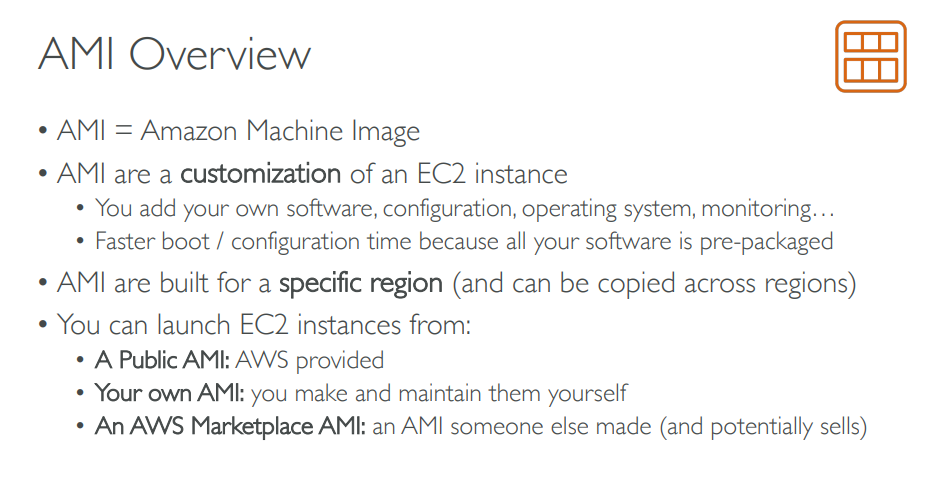 AMI Overview
• AMI = Amazon Machine Image
• AMI are a customization of an EC2 instance
• You add your own software, configuration, operating system, monitoring…
• Faster boot / configuration time because all your software is pre-packaged
• AMI are built for a specific region (and can be copied across regions)
• You can launch EC2 instances from:
• A Public AMI: AWS provided
• Your own AMI: you make and maintain them yourself
• An AWS Marketplace AMI: an AMI someone else made (and potentially sells)